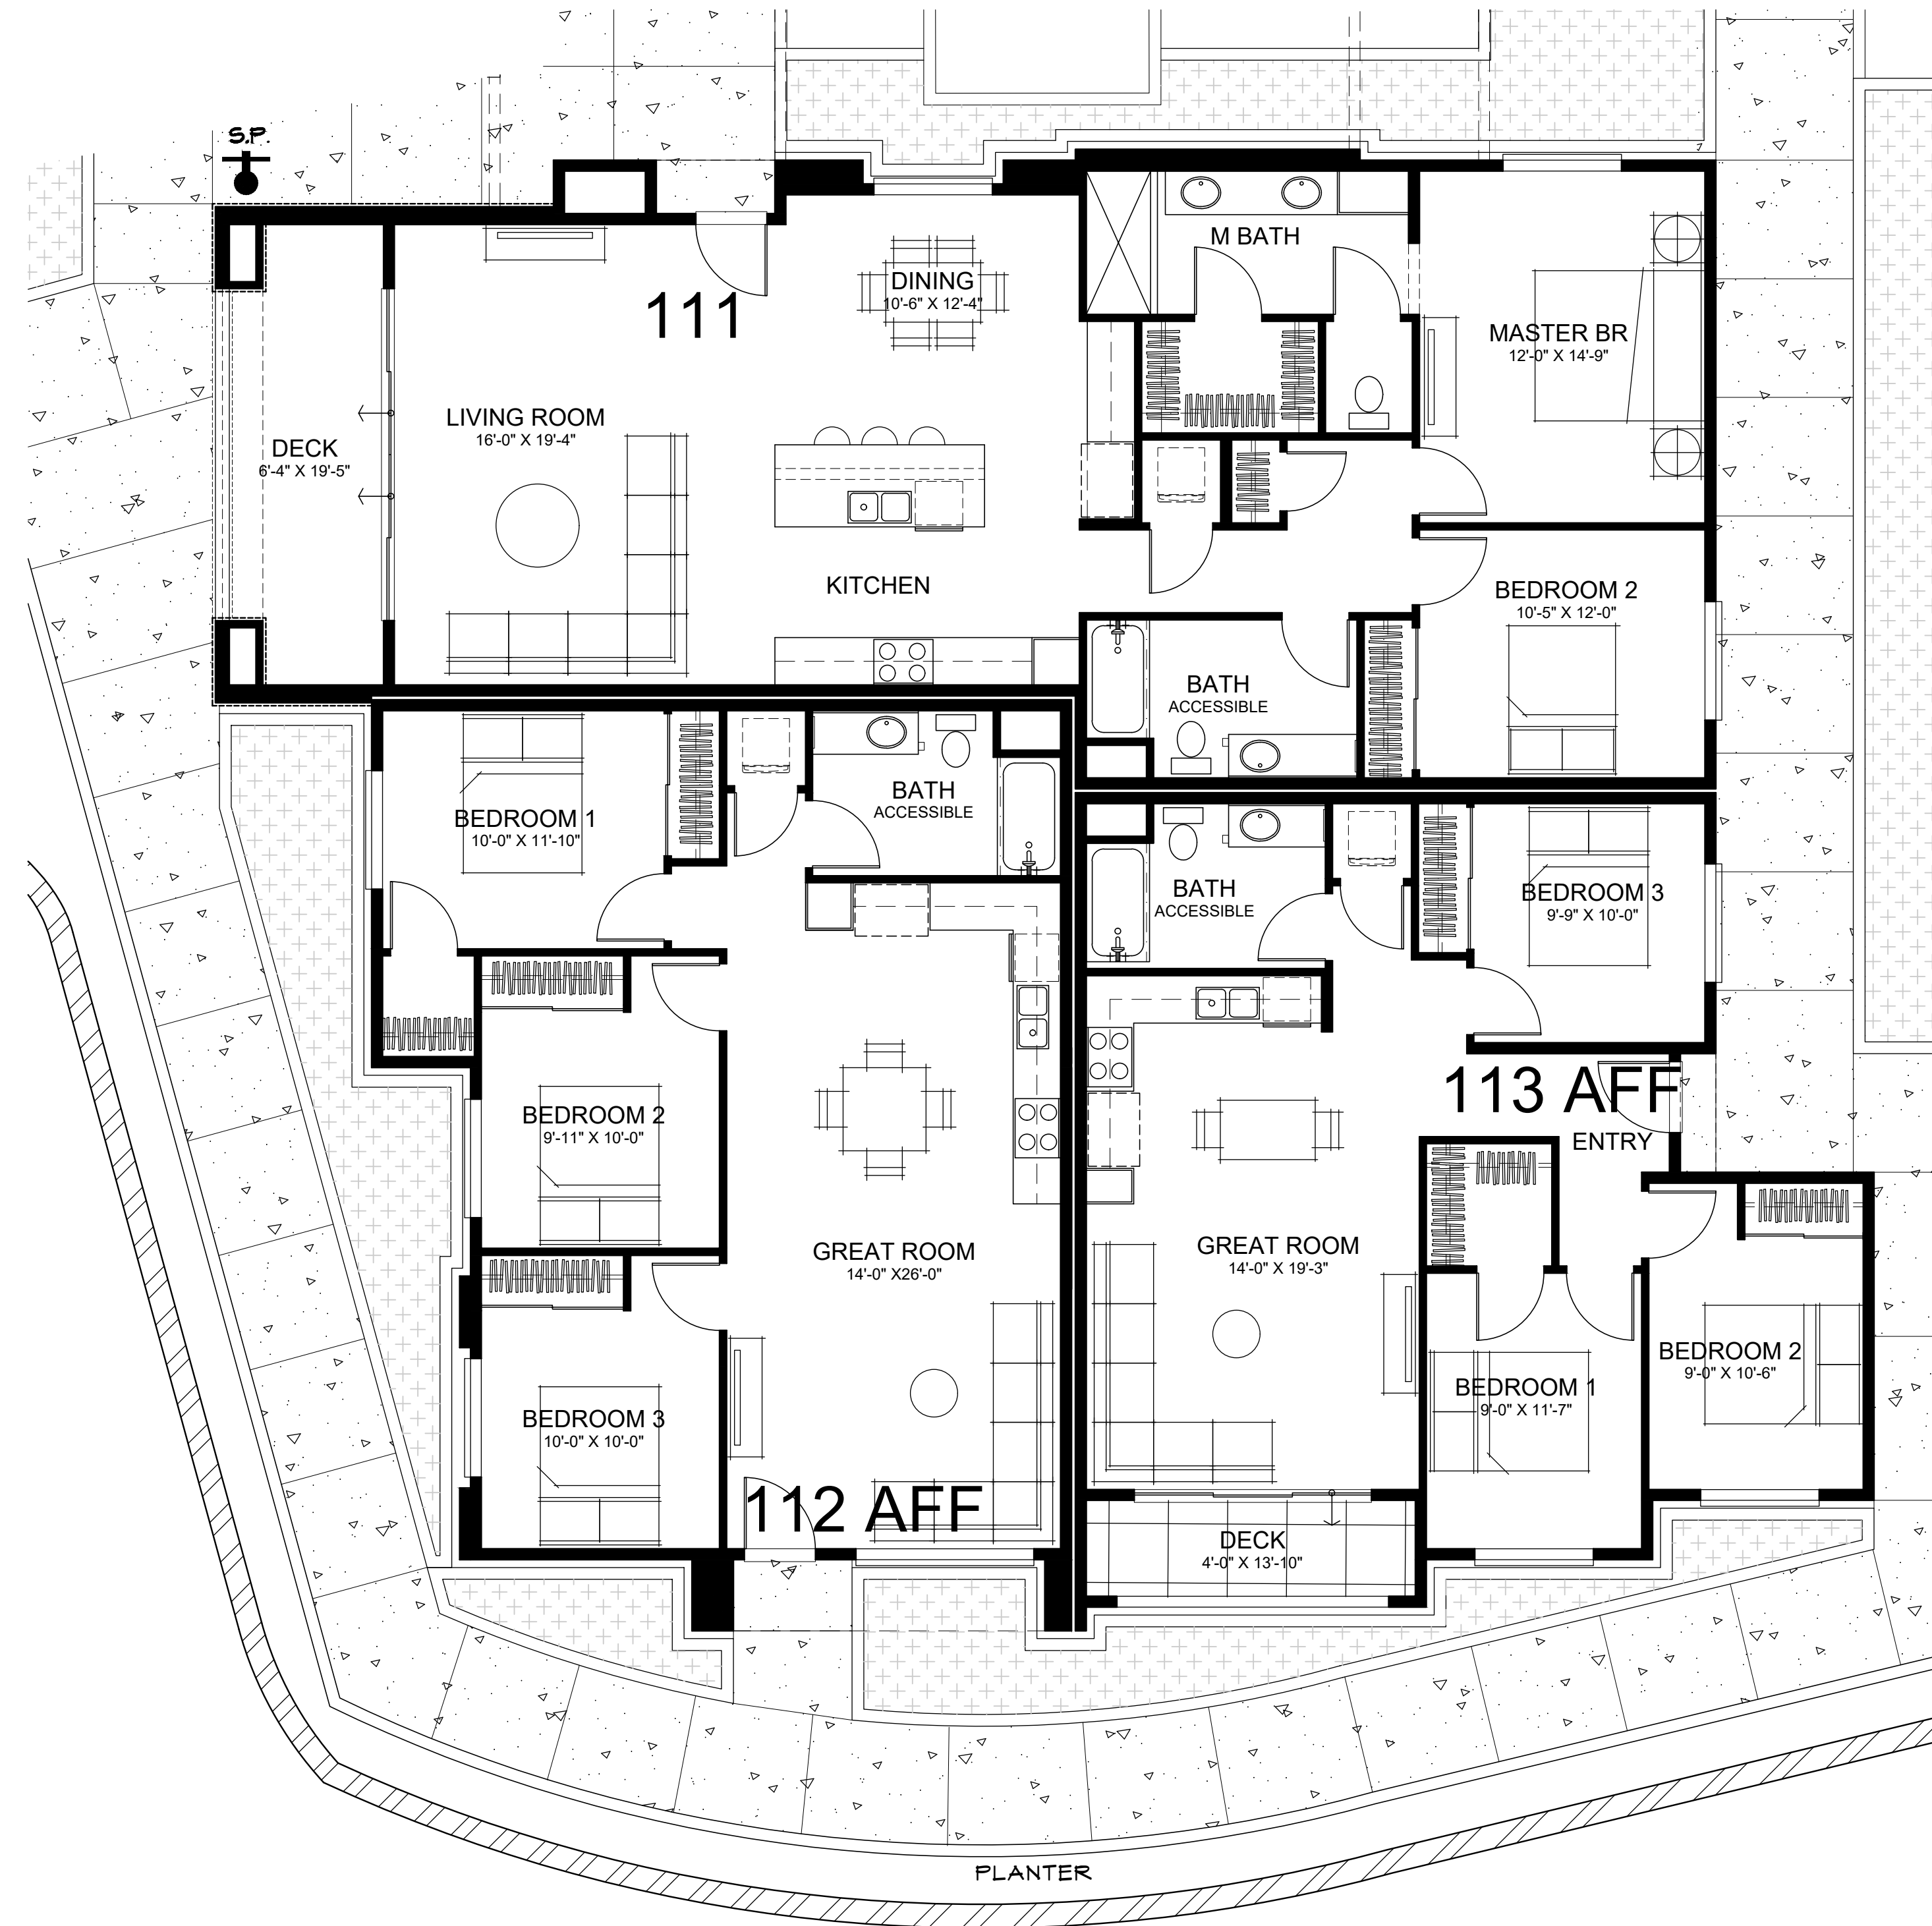 S.P.
M BATH
DINING
10'-6" X 12'-4"
111
MASTER BR
12'-0" X 14'-9"
LIVING ROOM
16'-0" X 19'-4"
DECK
6'-4" X 19'-5"
KITCHEN
BEDROOM 2
10'-5" X 12'-0"
BATH
ACCESSIBLE
BEDROOM 1
10'-0" X 11'-10"
BATH
ACCESSIBLE
BATH
ACCESSIBLE
BEDROOM 3
9'-9" X 10'-0"
113 AFF
ENTRY
BEDROOM 2
9'-11" X 10'-0"
GREAT ROOM
14'-0" X26'-0"
GREAT ROOM
14'-0" X 19'-3"
BEDROOM 2
9'-0" X 10'-6"
BEDROOM 1
9'-0" X 11'-7"
BEDROOM 3
10'-0" X 10'-0"
112 AFF
DECK
4'-0" X 13'-10"
PLANTER